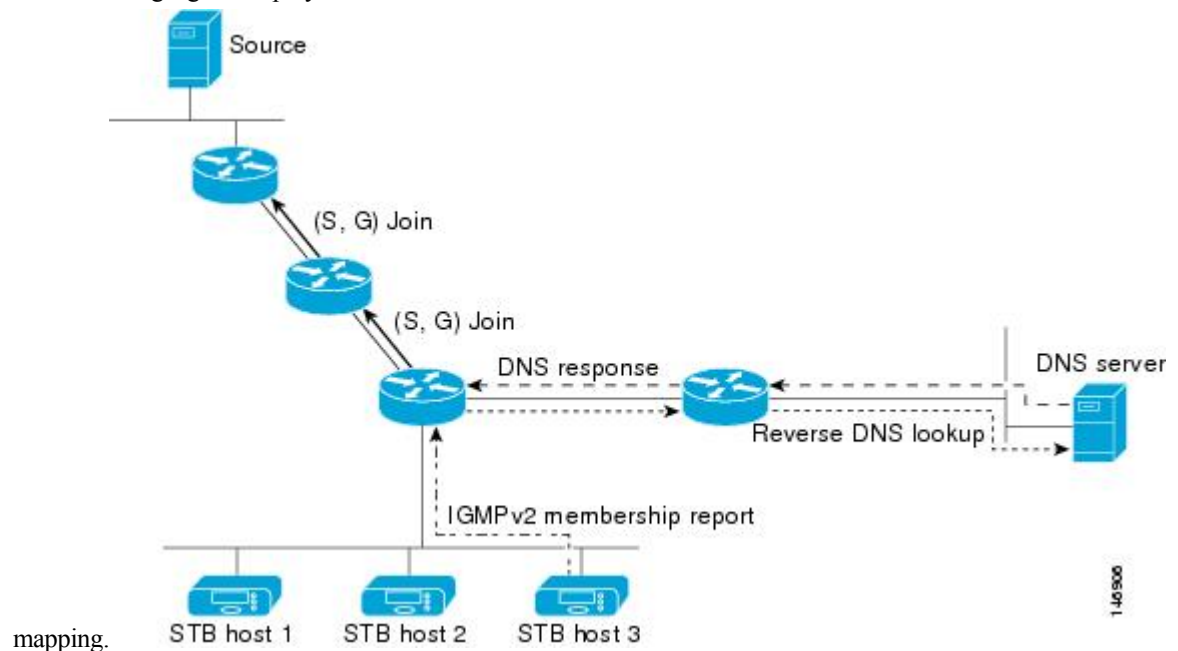 Source
(S, G) Join
(S, G) Join
DNS response
DNS server
Reverse DNS lookup
IGMPv2 membership report
146906
STB host 1
STB host 2
STB host 3
mapping.